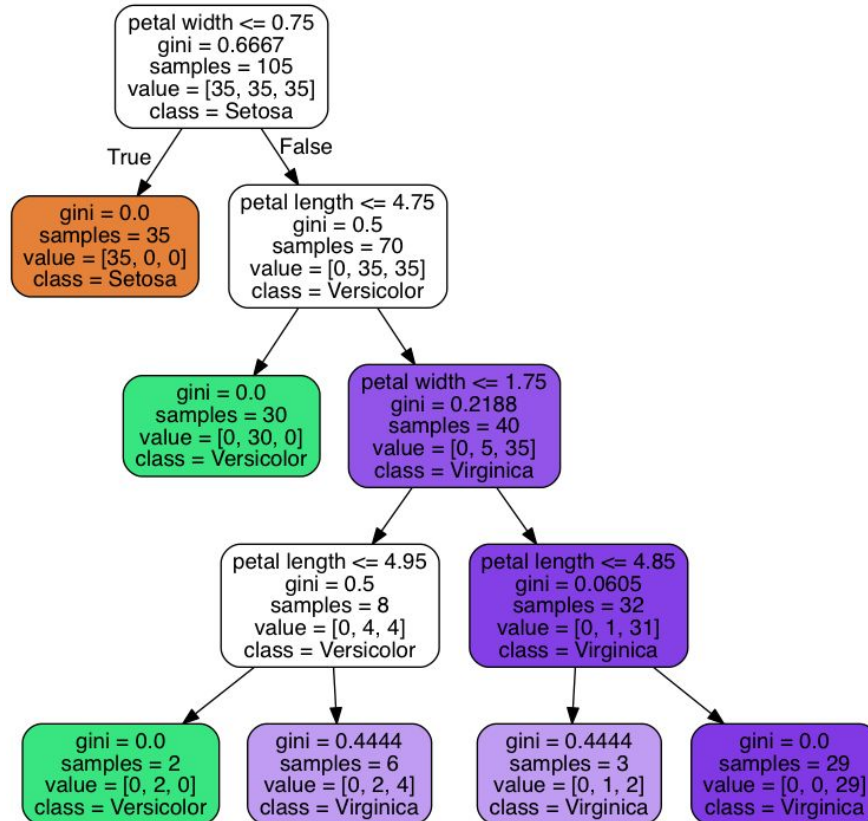 petal width <= 0.75
gini = 0.6667
samples = 105
value = [35, 35, 35]
class = Setosa
True
False
gini = 0.0
samples = 35
value = [35, 0, 0]
class = Setosa
petal length <= 4.75
gini = 0.5
samples = 70
value = [0, 35, 35]
class = Versicolor
gini = 0.0
samples = 30
value = [0, 30, 0]
class = Versicolor
petal width <= 1.75
gini = 0.2188
samples = 40
value = [0, 5, 35]
class = Virginica
petal length <= 4.95
gini = 0.5
samples = 8
value = [0, 4, 4]
class = Versicolor
petal length <= 4.85
gini = 0.0605
samples = 32
value = [0, 1, 31]
class = Virginica
gini = 0.0
samples = 2
value = [0, 2, 0]
class = Versicolor
gini = 0.4444
samples = 6
value = [0, 2, 4]
class = Virginica
gini = 0.4444
samples = 3
value = [0, 1, 2]
class = Virginica
gini = 0.0
samples = 29
value = [0, 0, 29]
class = Virginica